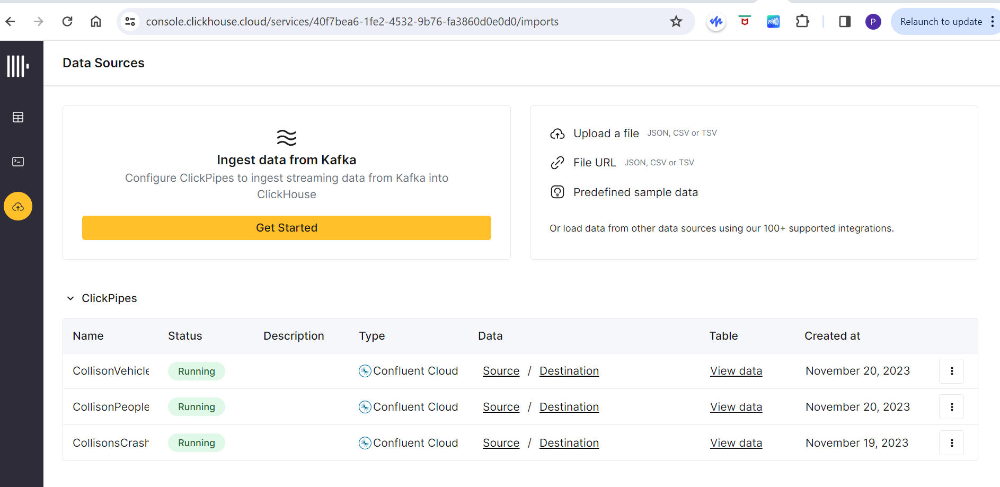 console.clickhouse.cloud/services/40f7bea6-1fe2-4532-9b76-fa3860d0e0d0/imports
P
Relaunch to update
Data Sources
Ingest data from Kafka
Configure ClickPipes to ingest streaming data from Kafka into
ClickHouse
Get Started
Upload a file JSON, CSV or TSV
File URL JSON, CSV or TSV
Predefined sample data
Or load data from other data sources using our 100+ supported integrations.
ClickPipes
Name Status Description Type Data Table Created at
CollisonVehicle Running Confluent Cloud Source / Destination View data November 20, 2023
CollisonPeople Running Confluent Cloud Source / Destination View data November 20, 2023
CollisonsCrash Running Confluent Cloud Source / Destination View data November 19, 2023